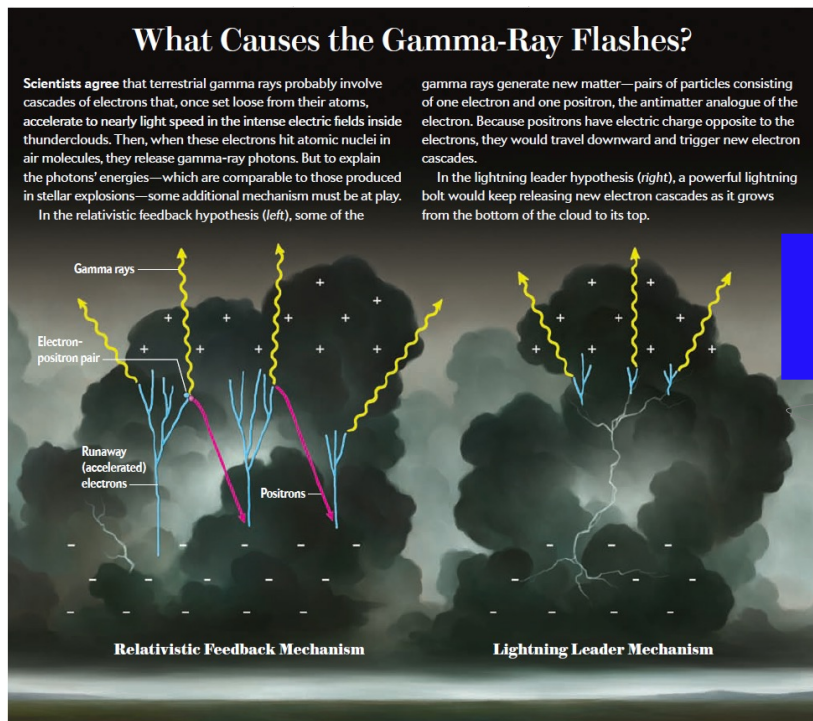 What Causes the Gamma-Ray Flashes?
Scientists agree that terrestrial gamma rays probably involve
cascades of electrons that, once set loose from their atoms,
accelerate to nearly light speed in the intense electric fields inside
thunderclouds. Then, when these electrons hit atomic nuclei in
air molecules, they release gamma-ray photons. But to explain
the photons' energies—which are comparable to those produced
in stellar explosions—some additional mechanism must be at play.
In the relativistic feedback hypothesis (left), some of the
gamma rays generate new matter—pairs of particles consisting
of one electron and one positron, the antimatter analogue of the
electron. Because positrons have electric charge opposite to the
electrons, they would travel downward and trigger new electron
cascades.
In the lightning leader hypothesis (right), a powerful lightning
bolt would keep releasing new electron cascades as it grows
from the bottom of the cloud to its top.
Gamma rays
Electron-
positron pair
Runaway
(accelerated)
electrons
Positrons
Relativistic Feedback Mechanism
Lightning Leader Mechanism